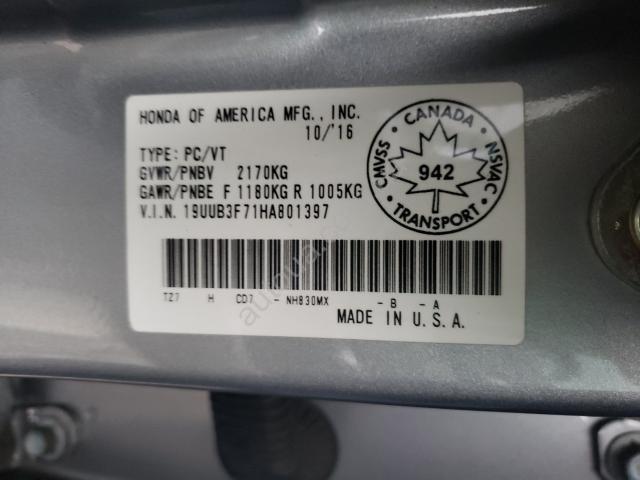 HONDA OF AMERICA MFG., INC.
10/'16
TYPE: PC/VT
GVWR/PNBV 2170KG
GAWR/PNBE F 1180KG R 1005KG
V.I.N. 19UUB3F71HA801397
CANADA
CMVSS
NSVAC
942
TRANSPORT
TZ7 H CD7 - NH830MX - B - A
MADE IN U.S.A.